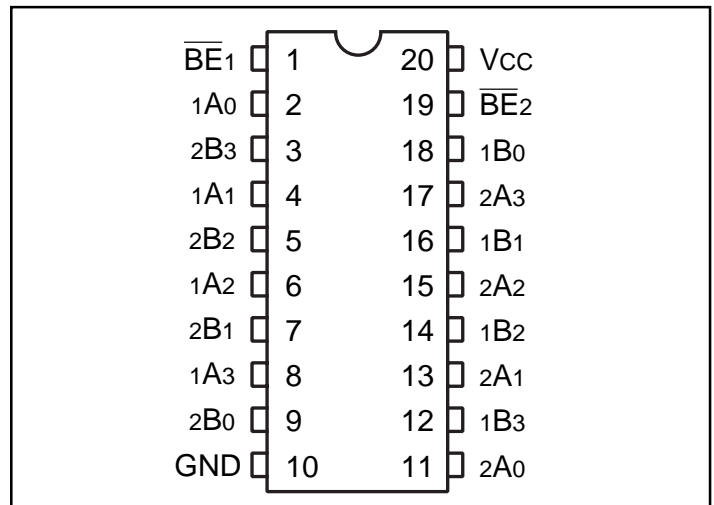 BE1 1 20 VCC
1A0 2 19 BE2
2B3 3 18 1B0
1A1 4 17 2A3
2B2 5 16 1B1
1A2 6 15 2A2
2B1 7 14 1B2
1A3 8 13 2A1
2B0 9 12 1B3
GND 10 11 2A0